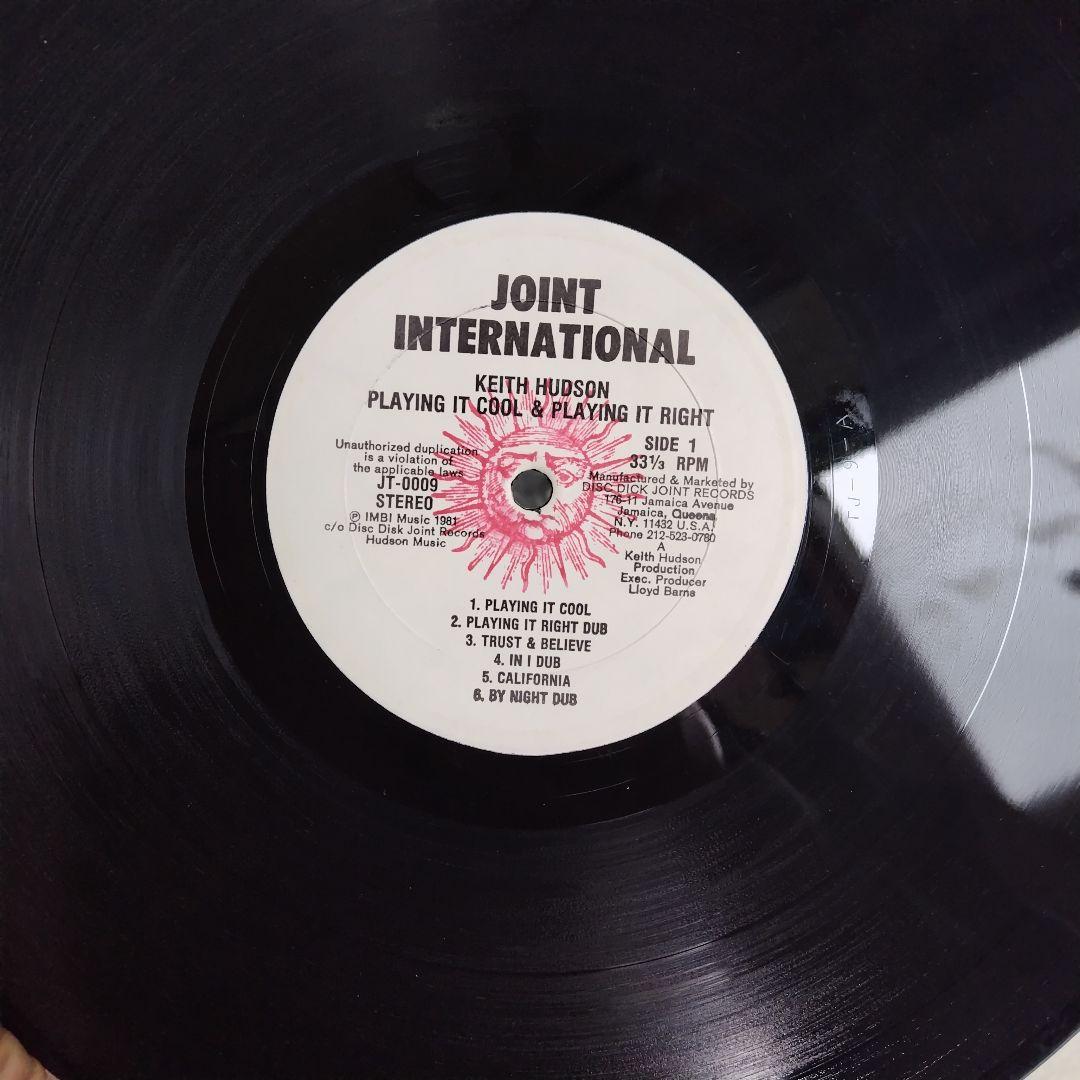 JOINT
INTERNATIONAL
KEITH HUDSON
PLAYING IT COOL & PLAYING IT RIGHT
Unauthorized duplication
is a violation of
the applicable laws
JT-0009
STEREO
Ⓟ IMBI Music 1981
c/o Disc Disk Joint Records
Hudson Music
SIDE 1
33⅓ RPM
Manufactured & Marketed by
DISC DICK JOINT RECORDS
176-11 Jamaica Avenue
Jamaica, Queens,
N.Y. 11432 U.S.A.
Phone 212-523-0780
A
Keith Hudson
Production
Exec. Producer
Lloyd Barns
1. PLAYING IT COOL
2. PLAYING IT RIGHT DUB
3. TRUST & BELIEVE
4. IN I DUB
5. CALIFORNIA
6. BY NIGHT DUB